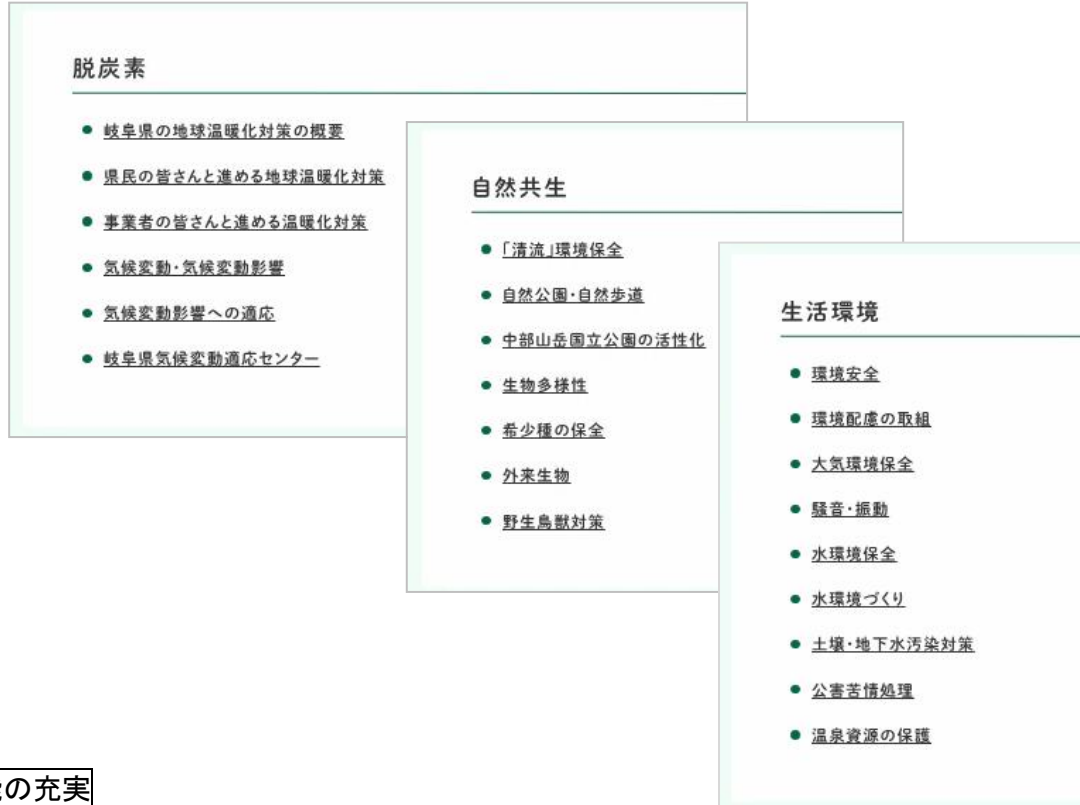 脱炭素
岐阜県の地球温暖化対策の概要
県民の皆さんと進める地球温暖化対策
事業者の皆さんと進める温暖化対策
気候変動・気候変動影響
気候変動影響への適応
岐阜県気候変動適応センター
自然共生
「清流」環境保全
自然公園・自然歩道
中部山岳国立公園の活性化
生物多様性
希少種の保全
外来生物
野生鳥獣対策
生活環境
環境安全
環境配慮の取組
大気環境保全
騒音・振動
水環境保全
水環境づくり
土壌・地下水汚染対策
公害苦情処理
温泉資源の保護
の充実